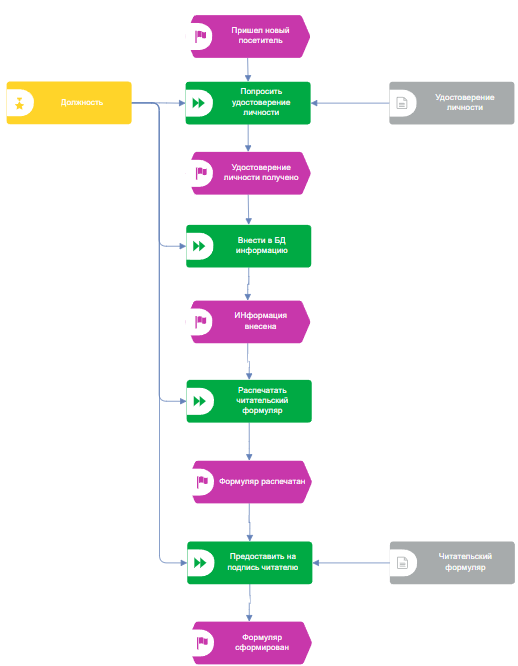 Пришел новый
посетитель
Должность
Попросить
удостоверение
личности
Удостоверение
личности
Удостоверение
личности получено
Внести в БД
информацию
ИНформация
внесена
Распечатать
читательский
формуляр
Формуляр распечатан
Предоставить на
подпись читателю
Читательский
формуляр
Формуляр
сформирован